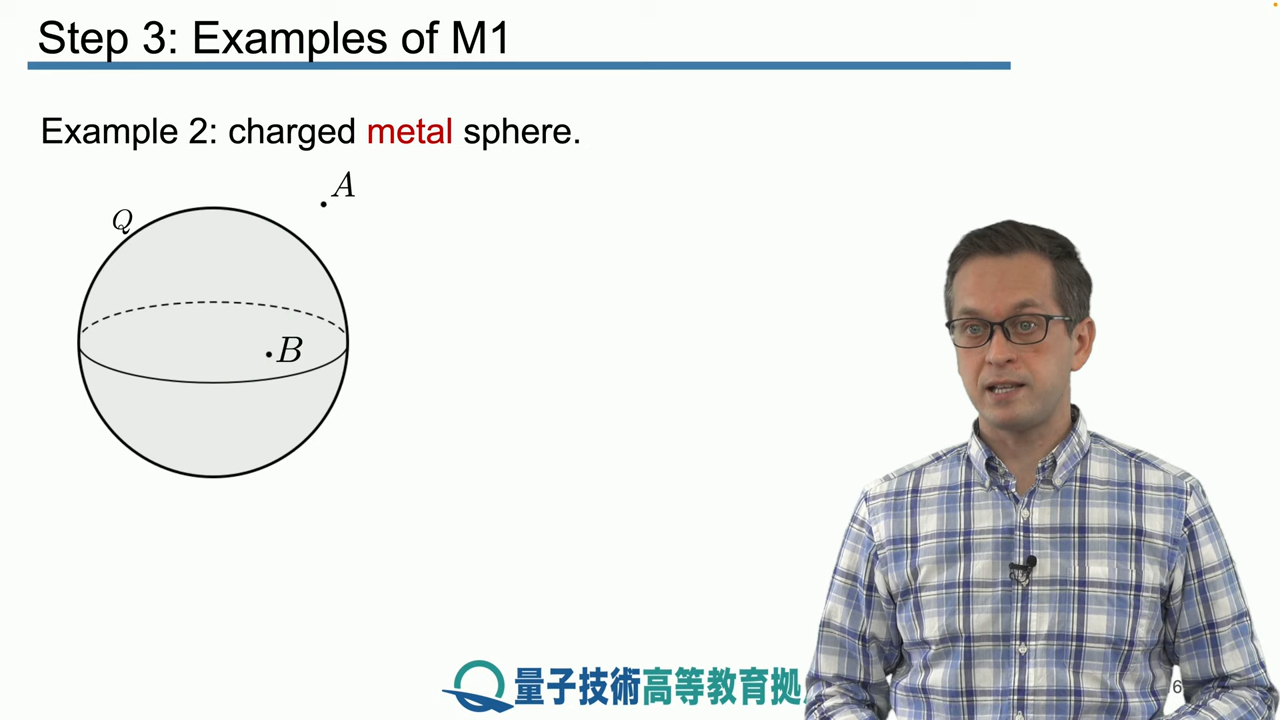 Step 3: Examples of M1
Example 2: charged metal sphere.
A
Q
B
量子技術高等教育拠
6